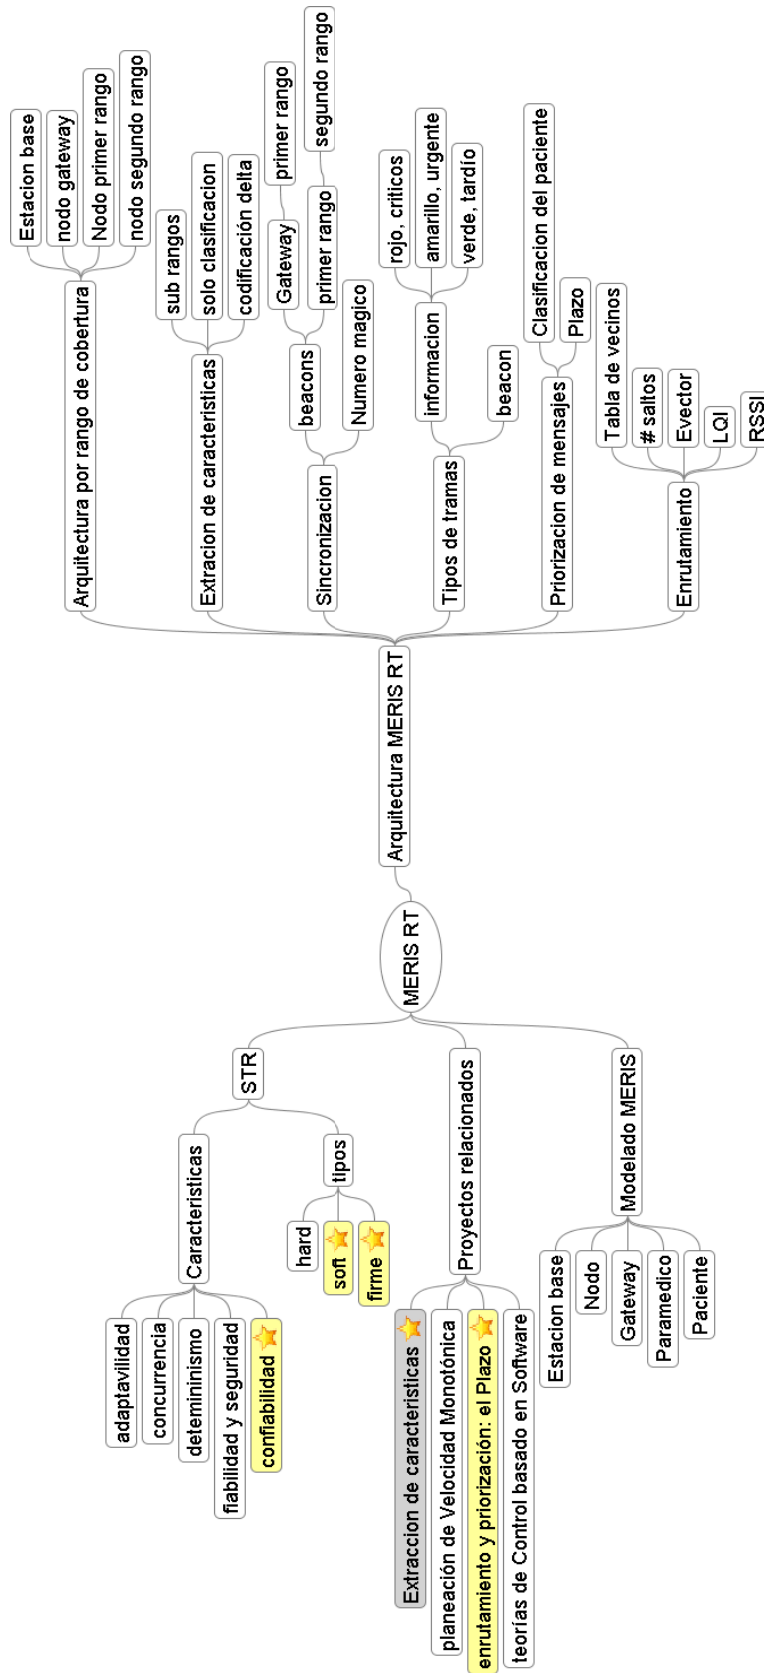 MERIS RT
STR
Caracteristicas
adaptavilidad
concurrencia
detemininismo
fiabilidad y seguridad
confiabilidad
tipos
hard
soft
firme
Proyectos relacionados
Extraccion de caracteristicas
planeación de Velocidad Monotónica
enrutamiento y priorización: el Plazo
teorías de Control basado en Software
Modelado MERIS
Estacion base
Nodo
Gateway
Paramedico
Paciente
Arquitectura MERIS RT
Arquitectura por rango de cobertura
Estacion base
nodo gateway
Nodo primer rango
nodo segundo rango
Extracion de caracteristicas
sub rangos
solo clasificacion
codificación delta
Sincronizacion
beacons
Gateway
primer rango
primer rango
segundo rango
Numero magico
Tipos de tramas
informacion
rojo, criticos
amarillo, urgente
verde, tardío
beacon
Priorizacion de mensajes
Clasificacion del paciente
Plazo
Enrutamiento
Tabla de vecinos
# saltos
Evector
LQI
RSSI